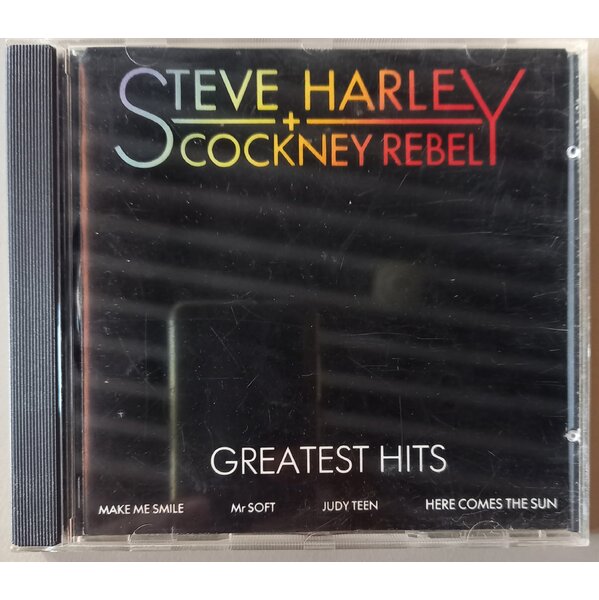 STEVE HARLEY
+
COCKNEY REBEL
GREATEST HITS
MAKE ME SMILE Mr SOFT JUDY TEEN HERE COMES THE SUN